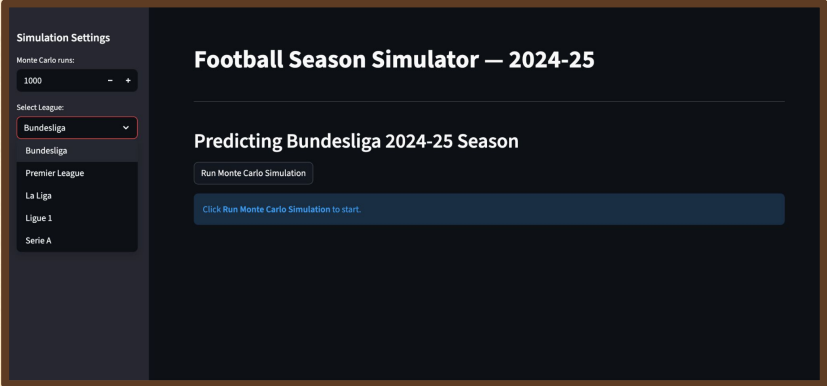 Simulation Settings
Monte Carlo runs:
1000
− +
Select League:
Bundesliga
Bundesliga
Premier League
La Liga
Ligue 1
Serie A
Football Season Simulator — 2024-25
Predicting Bundesliga 2024-25 Season
Run Monte Carlo Simulation
Click Run Monte Carlo Simulation to start.